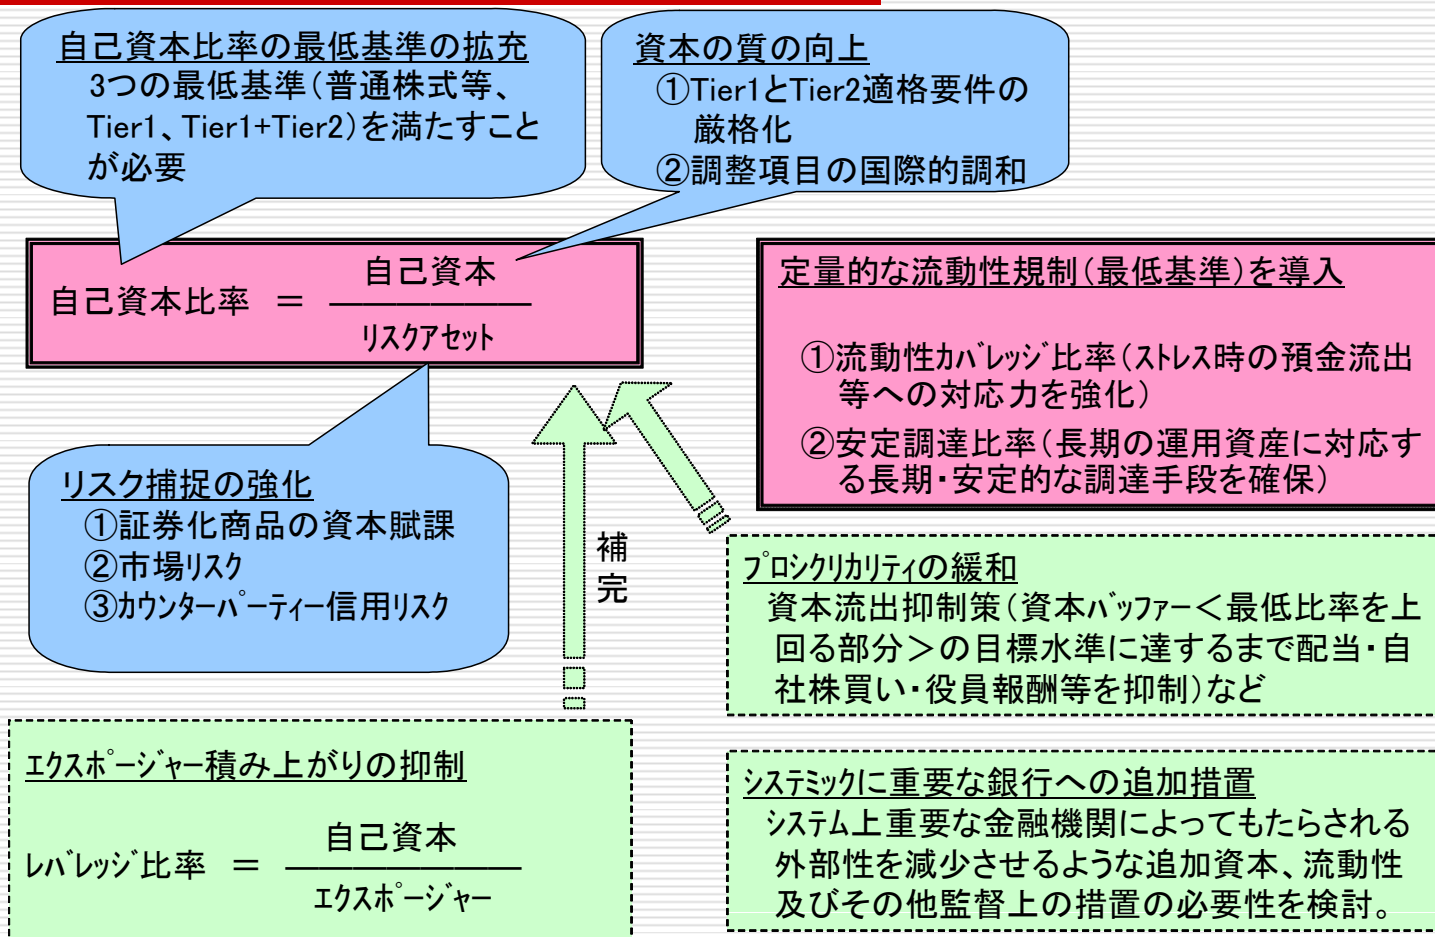 自己資本比率の最低基準の拡充
3つの最低基準（普通株式等、
Tier1、Tier1+Tier2）を満たすこと
が必要
資本の質の向上
①Tier1とTier2適格要件の
厳格化
②調整項目の国際的調和
自己資本比率 ＝ 自己資本
リスクアセット
定量的な流動性規制（最低基準）を導入
①流動性ｶﾊﾞﾚｯｼﾞ比率（ｽﾄﾚｽ時の預金流出
等への対応力を強化）
②安定調達比率（長期の運用資産に対応す
る長期・安定的な調達手段を確保）
リスク捕捉の強化
①証券化商品の資本賦課
②市場ﾘｽｸ
③ｶｳﾝﾀｰﾊﾟｰﾃｨｰ信用ﾘｽｸ
補完
ﾌﾟﾛｼｸﾘｶﾘﾃｨの緩和
資本流出抑制策（資本ﾊﾞｯﾌｧｰ＜最低比率を上
回る部分＞の目標水準に達するまで配当・自
社株買い・役員報酬等を抑制）など
ｴｸｽﾎﾟｰｼﾞｬｰ積み上がりの抑制
ﾚﾊﾞﾚｯｼﾞ比率 ＝ 自己資本
ｴｸｽﾎﾟｰｼﾞｬｰ
ｼｽﾃﾐｯｸに重要な銀行への追加措置
ｼｽﾃﾑ上重要な金融機関によってもたらされる
外部性を減少させるような追加資本、流動性
及びその他監督上の措置の必要性を検討。